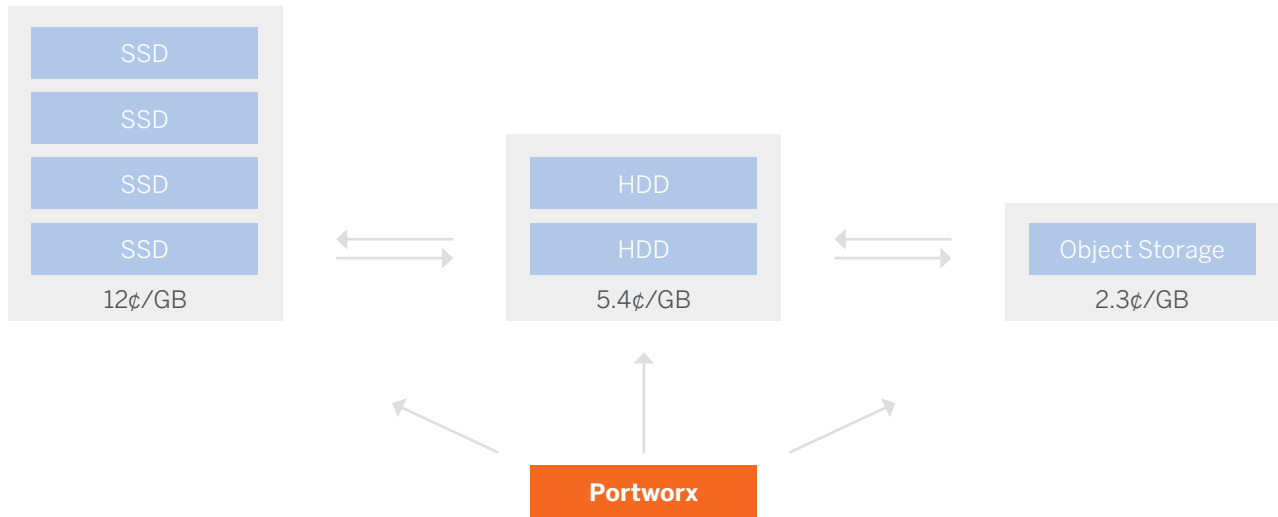 SSD
SSD
SSD
SSD
12¢/GB
HDD
HDD
5.4¢/GB
Object Storage
2.3¢/GB
Portworx